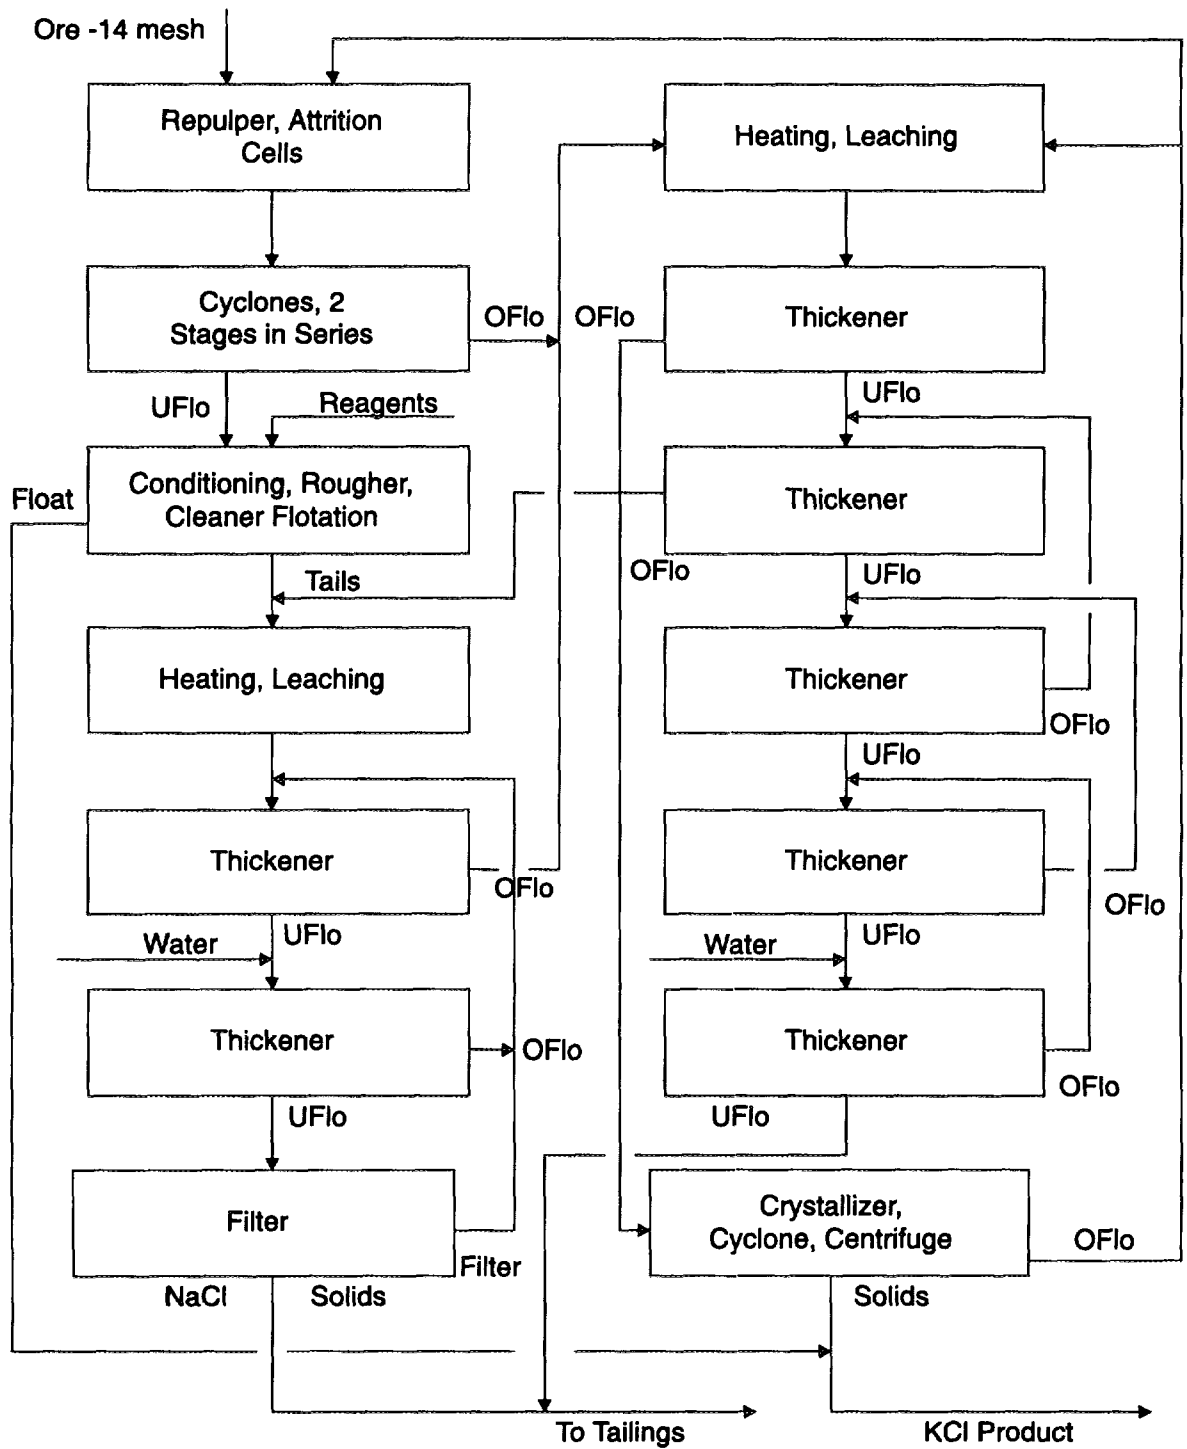 Ore -14 mesh
Repulper, Attrition
Cells
Heating, Leaching
Cyclones, 2
Stages in Series
OFlo
OFlo
Thickener
UFlo
Reagents
UFlo
Float
Conditioning, Rougher,
Cleaner Flotation
Thickener
OFlo
Tails
UFlo
Heating, Leaching
Thickener
OFlo
UFlo
Thickener
OFlo
Thickener
OFlo
UFlo
Water
UFlo
Water
Thickener
OFlo
Thickener
OFlo
UFlo
UFlo
Filter
Filter
Crystallizer,
Cyclone, Centrifuge
OFlo
NaCl
Solids
Solids
To Tailings
KCl Product